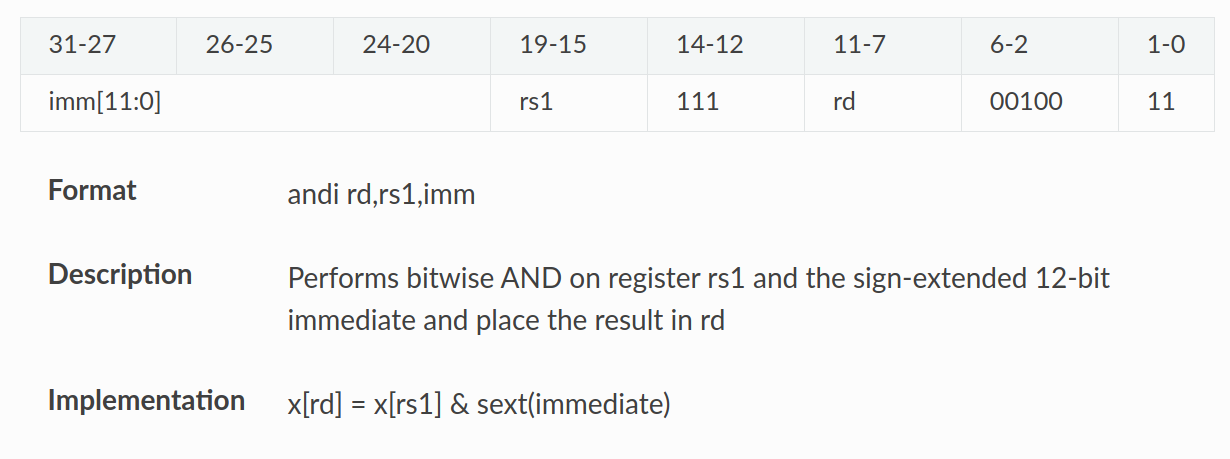 31-27 26-25 24-20 19-15 14-12 11-7 6-2 1-0
imm[11:0] rs1 111 rd 00100 11
Format andi rd,rs1,imm
Description Performs bitwise AND on register rs1 and the sign-extended 12-bit
immediate and place the result in rd
Implementation x[rd] = x[rs1] & sext(immediate)